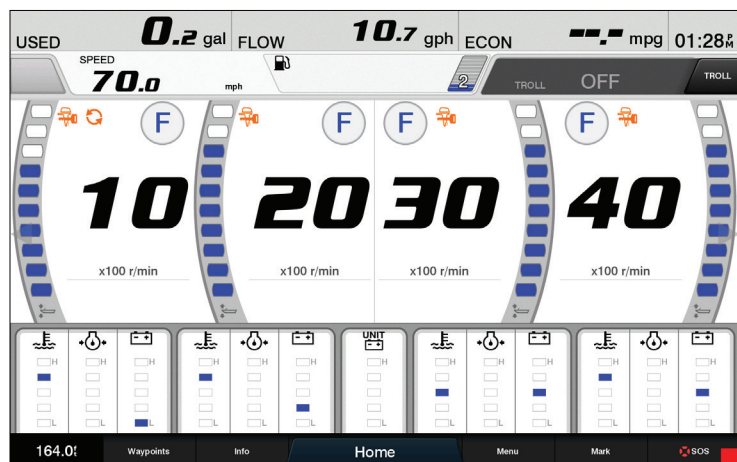 USED 0.2 gal FLOW 10.7 gph ECON --.- mpg 01:28PM
SPEED
70.0 mph 2 TROLL OFF TROLL
F F F F
10 20 30 40
x100 r/min x100 r/min x100 r/min x100 r/min
UNIT
H H H H H H H H H H H H H
L L L L L L L L L L L L L
Waypoints Info Home Menu Mark SOS